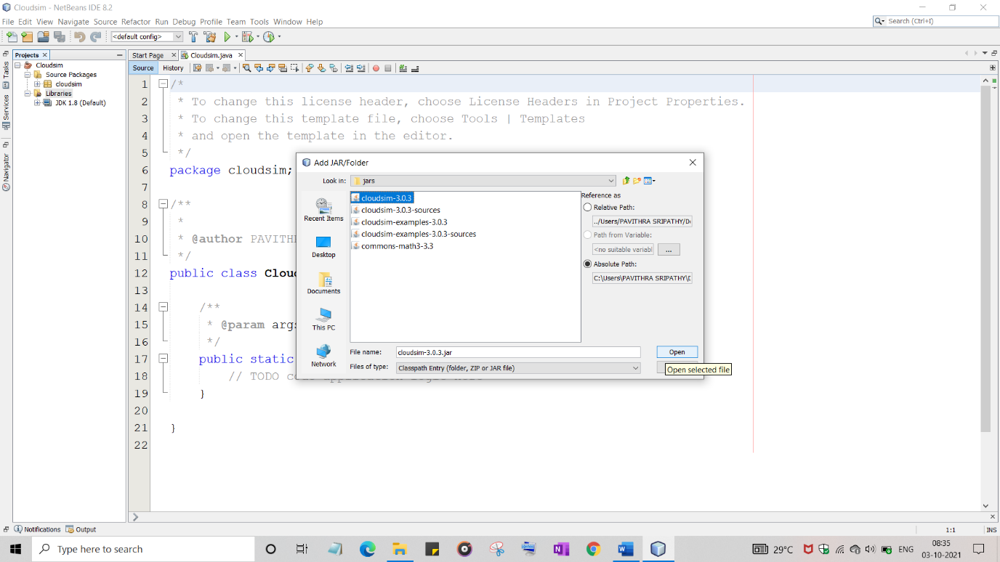 Cloudsim - NetBeans IDE 8.2
File Edit View Navigate Source Refactor Run Debug Profile Team Tools Window Help
Search (Ctrl+I)
<default config>
Projects
Start Page
Cloudsim.java
Source
History
Tasks
Services
Navigator
Cloudsim
Source Packages
cloudsim
Libraries
JDK 1.8 (Default)
1 /*
2 * To change this license header, choose License Headers in Project Properties.
3 * To change this template file, choose Tools | Templates
4 * and open the template in the editor.
5 */
6 package cloudsim;
7
8 /**
9 *
10 * @author PAVITH
11 */
12 public class Clou
13
14 /**
15 * @param args
16 */
17 public static
18 // TODO
19 }
20
21 }
22
Add JAR/Folder
Look in:
jars
Recent Items
Desktop
Documents
This PC
Network
cloudsim-3.0.3
cloudsim-3.0.3-sources
cloudsim-examples-3.0.3
cloudsim-examples-3.0.3-sources
commons-math3-3.3
Reference as
Relative Path:
../Users/PAVITHRA SRIPATHY/D
Path from Variable:
<no suitable variabl
...
Absolute Path:
C:\Users\PAVITHRA SRIPATHY\D
File name:
cloudsim-3.0.3.jar
Open
Files of type:
Classpath Entry (folder, ZIP or JAR file)
Open selected file
Notifications
Output
1:1
INS
Type here to search
29°C
ENG
08:35
03-10-2021